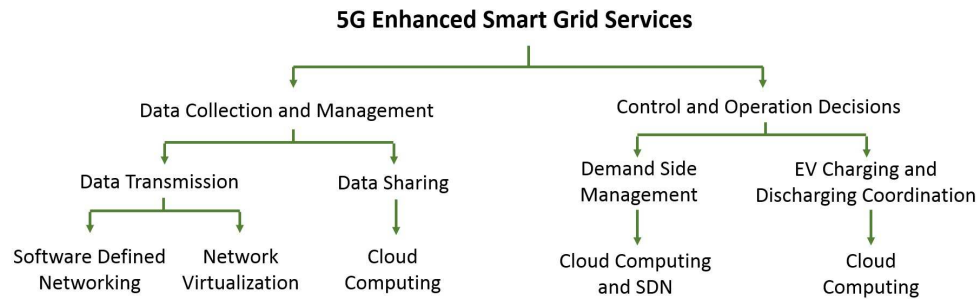 5G Enhanced Smart Grid Services
Data Collection and Management
Control and Operation Decisions
Data Transmission
Data Sharing
Demand Side
Management
EV Charging and
Discharging Coordination
Software Defined
Networking
Network
Virtualization
Cloud
Computing
Cloud Computing
and SDN
Cloud
Computing